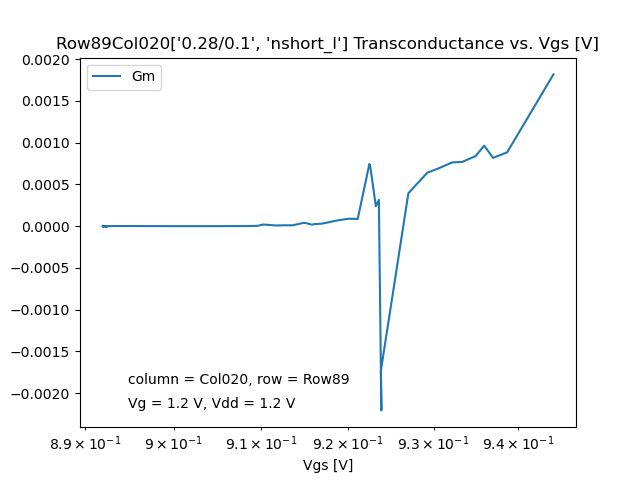 Row89Col020['0.28/0.1', 'nshort_l'] Transconductance vs. Vgs [V]
Gm
0.0020
0.0015
0.0010
0.0005
0.0000
−0.0005
−0.0010
−0.0015
−0.0020
column = Col020, row = Row89
Vg = 1.2 V, Vdd = 1.2 V
8.9 × 10⁻¹ 9 × 10⁻¹ 9.1 × 10⁻¹ 9.2 × 10⁻¹ 9.3 × 10⁻¹ 9.4 × 10⁻¹
Vgs [V]